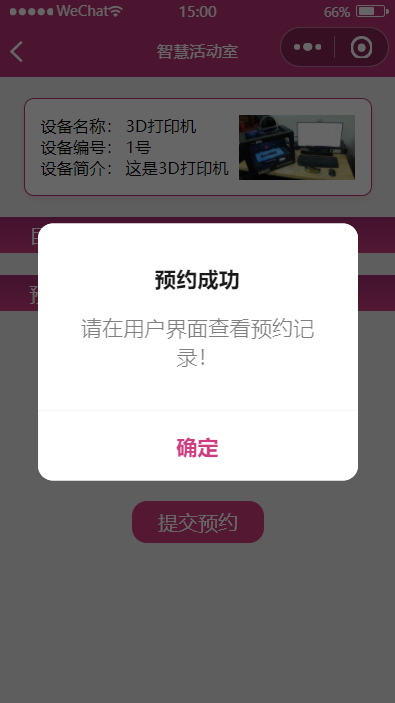 WeChat 15:00 66%
智慧活动室
设备名称： 3D打印机
设备编号： 1号
设备简介： 这是3D打印机
预约成功
请在用户界面查看预约记
录！
确定
提交预约